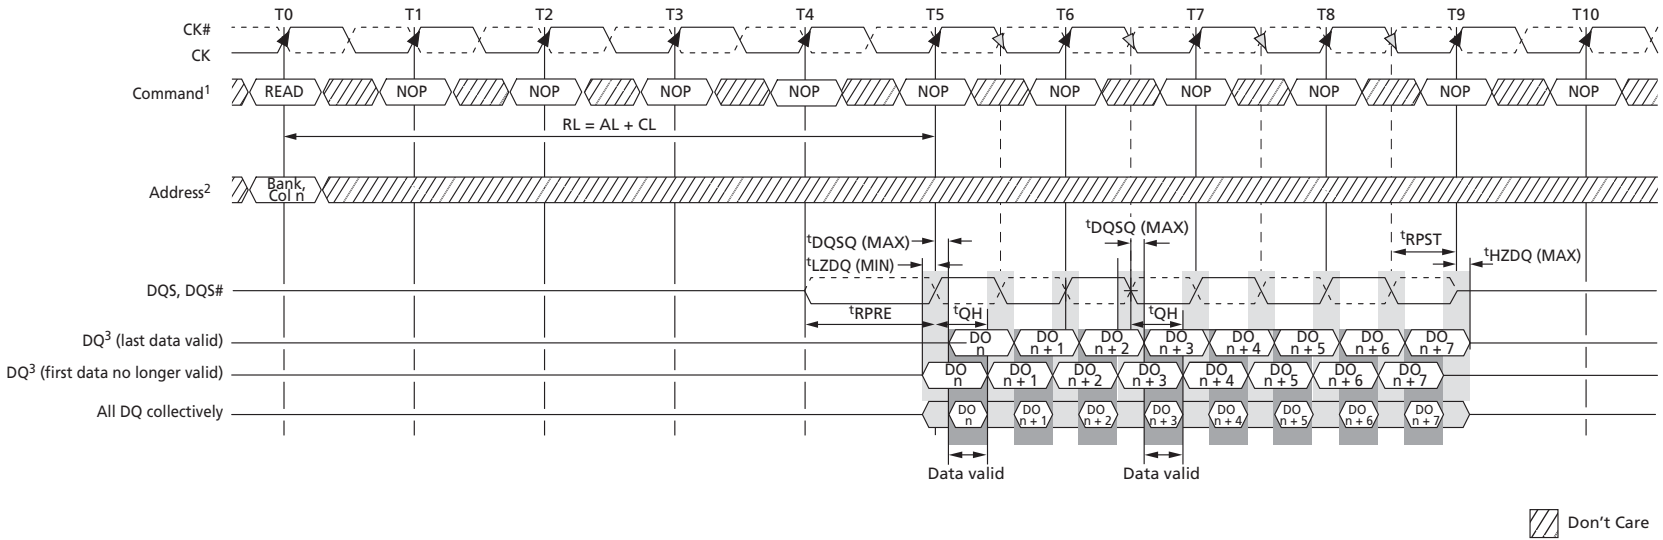 T0 T1 T2 T3 T4 T5 T6 T7 T8 T9 T10
CK#
CK
Command1 READ NOP NOP NOP NOP NOP NOP NOP NOP NOP NOP
RL = AL + CL
Address2 Bank, Col n
tDQSQ (MAX) tDQSQ (MAX) tRPST
tLZDQ (MIN) tHZDQ (MAX)
DQS, DQS#
tRPRE tQH tQH
DQ3 (last data valid) DO n DO n + 1 DO n + 2 DO n + 3 DO n + 4 DO n + 5 DO n + 6 DO n + 7
DQ3 (first data no longer valid) DO n DO n + 1 DO n + 2 DO n + 3 DO n + 4 DO n + 5 DO n + 6 DO n + 7
All DQ collectively DO n DO n + 1 DO n + 2 DO n + 3 DO n + 4 DO n + 5 DO n + 6 DO n + 7
Data valid Data valid
Don't Care